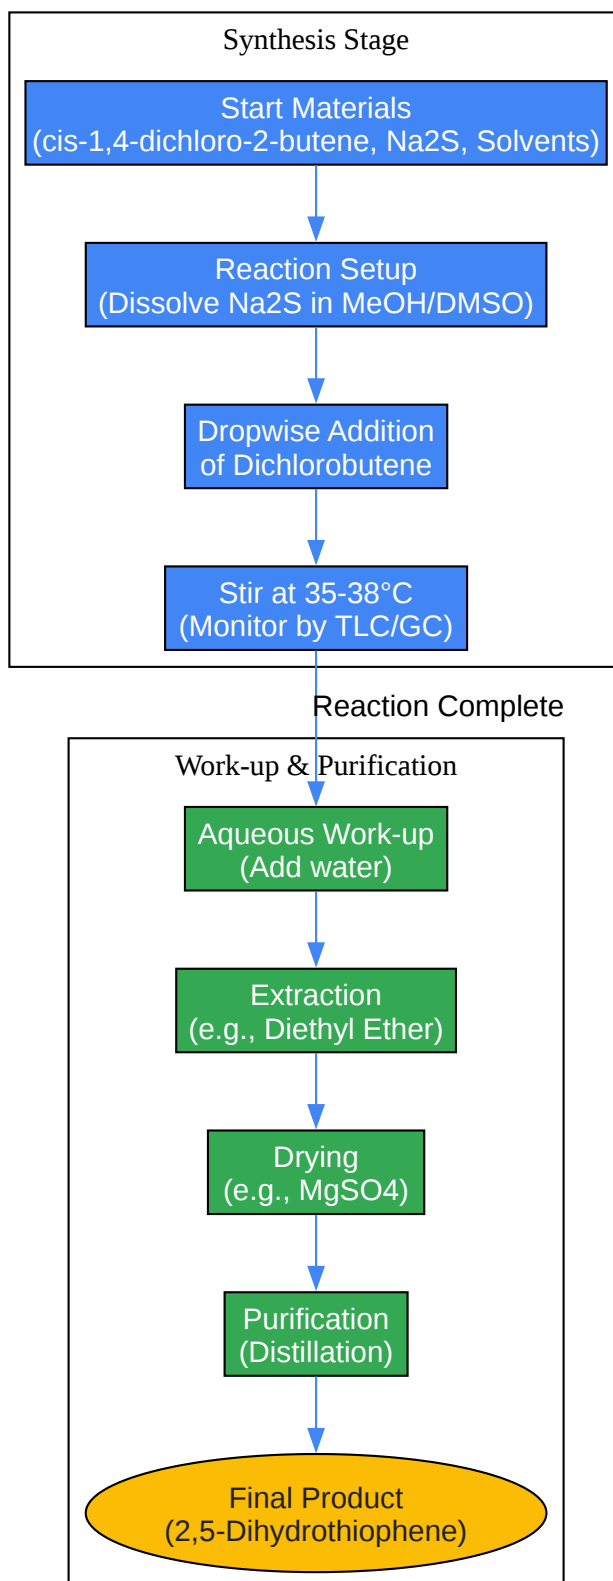 Synthesis Stage
Start Materials
(cis-1,4-dichloro-2-butene, Na2S, Solvents)
Reaction Setup
(Dissolve Na2S in MeOH/DMSO)
Dropwise Addition
of Dichlorobutene
Stir at 35-38°C
(Monitor by TLC/GC)
Reaction Complete
Work-up & Purification
Aqueous Work-up
(Add water)
Extraction
(e.g., Diethyl Ether)
Drying
(e.g., MgSO4)
Purification
(Distillation)
Final Product
(2,5-Dihydrothiophene)